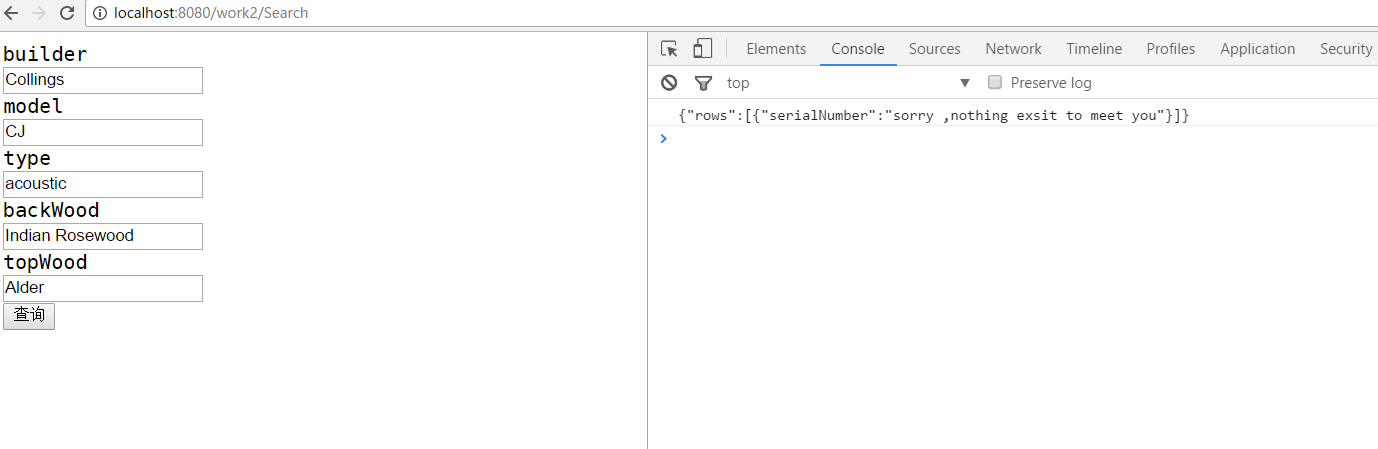 localhost:8080/work2/Search
builder
Collings
model
CJ
type
acoustic
backWood
Indian Rosewood
topWood
Alder
查询
Elements Console Sources Network Timeline Profiles Application Security
top Preserve log
{"rows":[{"serialNumber":"sorry ,nothing exsit to meet you"}]}